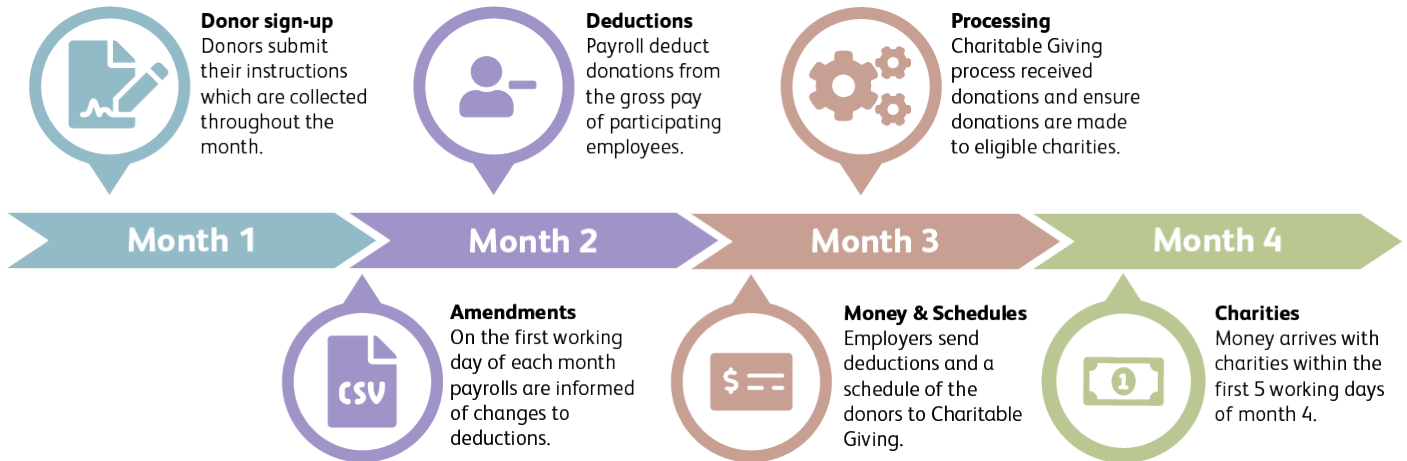 Donor sign-up
Donors submit
their instructions
which are collected
throughout the
month.
Deductions
Payroll deduct
donations from
the gross pay
of participating
employees.
Processing
Charitable Giving
process received
donations and ensure
donations are made
to eligible charities.
Month 1
Month 2
Month 3
Month 4
CSV
Amendments
On the first working
day of each month
payrolls are informed
of changes to
deductions.
$
Money & Schedules
Employers send
deductions and a
schedule of the
donors to Charitable
Giving.
1
Charities
Money arrives with
charities within the
first 5 working days
of month 4.